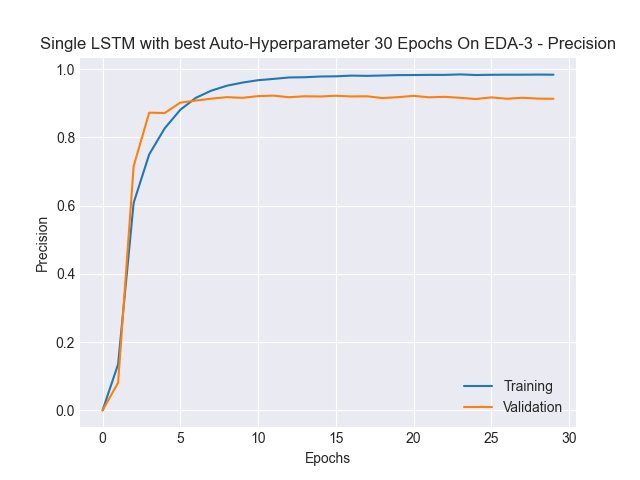 Single LSTM with best Auto-Hyperparameter 30 Epochs On EDA-3 - Precision
1.0
0.8
0.6
0.4
0.2
0.0
Precision
0 5 10 15 20 25 30
Epochs
Training
Validation